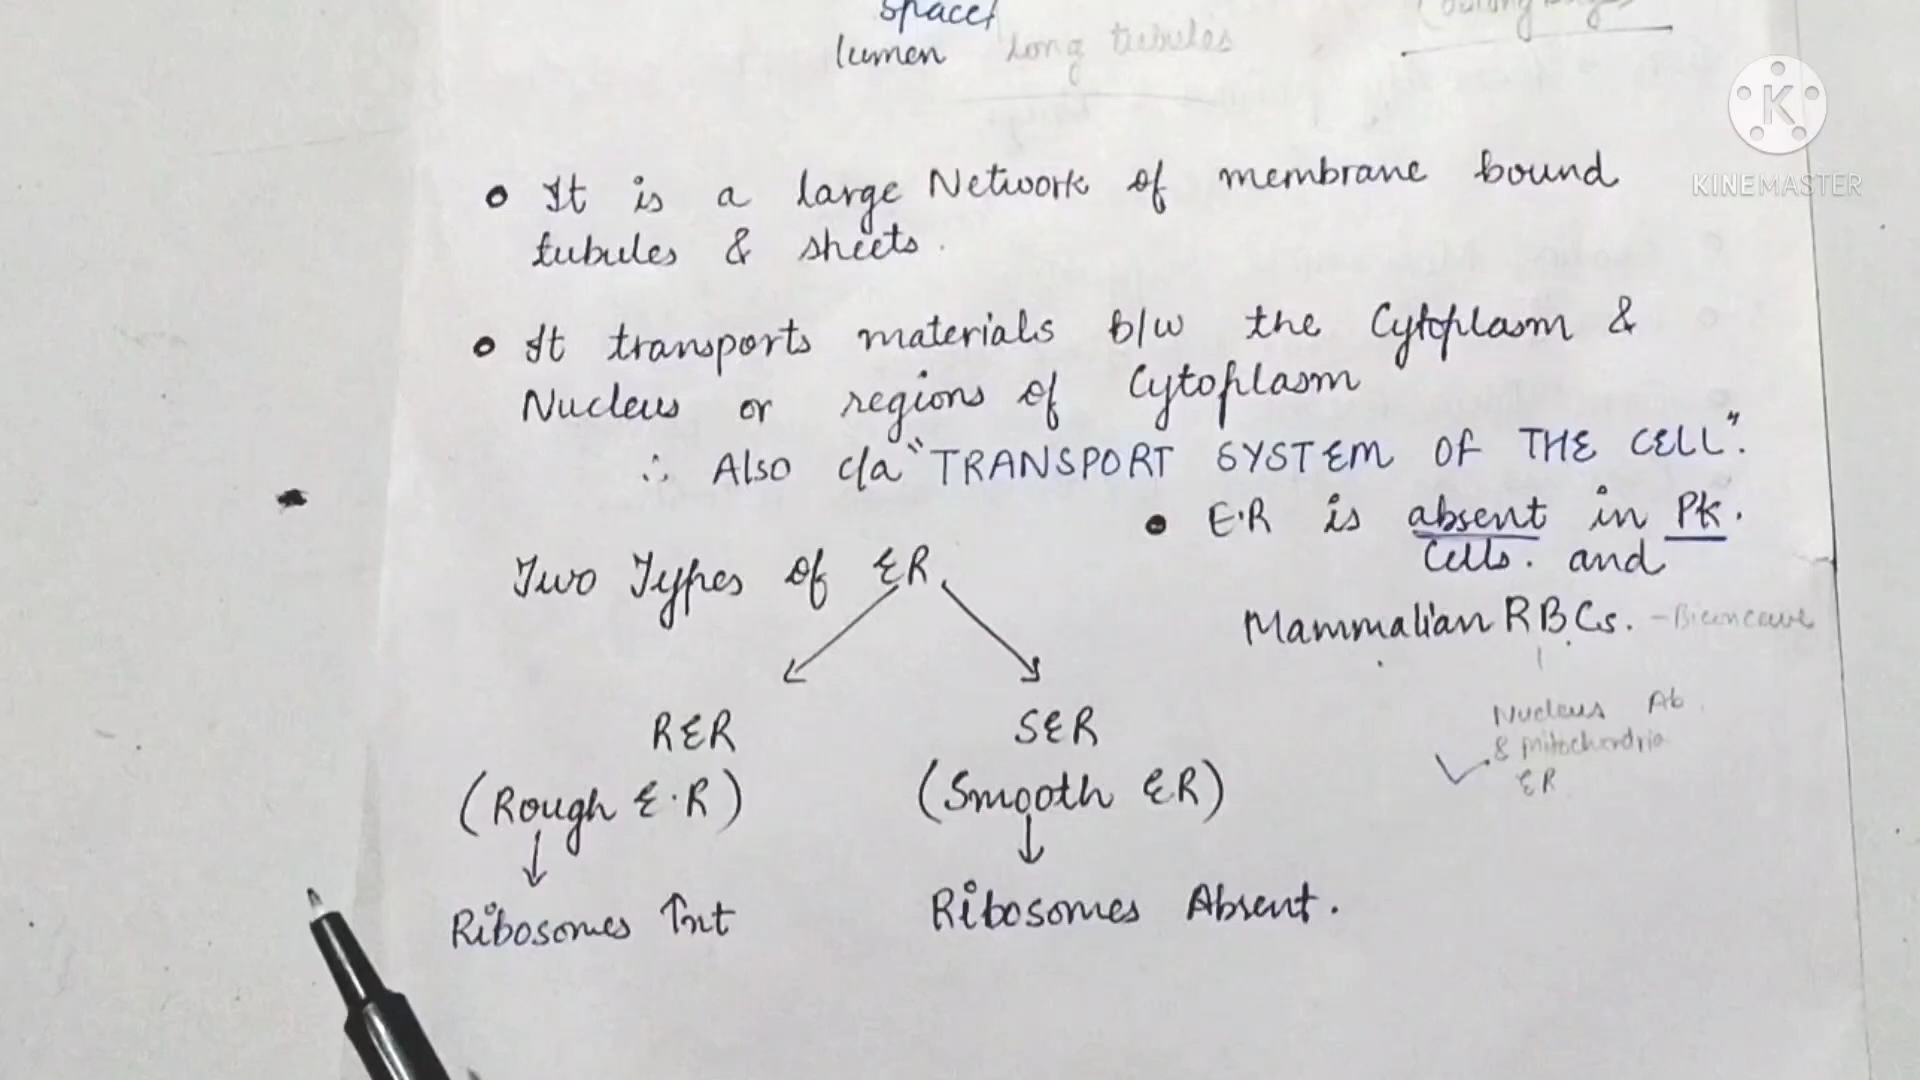 space/
lumen long tubules
• It is a large Network of membrane bound
tubules & sheets.
• It transports materials b/w the Cytoplasm &
Nucleus or regions of Cytoplasm
∴ Also c/a "TRANSPORT SYSTEM OF THE CELL".
• E.R is absent in Pk.
Cells. and
Mammalian RBCs. - Biconcave
Nucleus Ab
& mitochondria
ER
Two Types of ER.
RER
(Rough E.R)
Ribosomes Prnt
SER
(Smooth ER)
Ribosomes Absent.
K
KINEMASTER